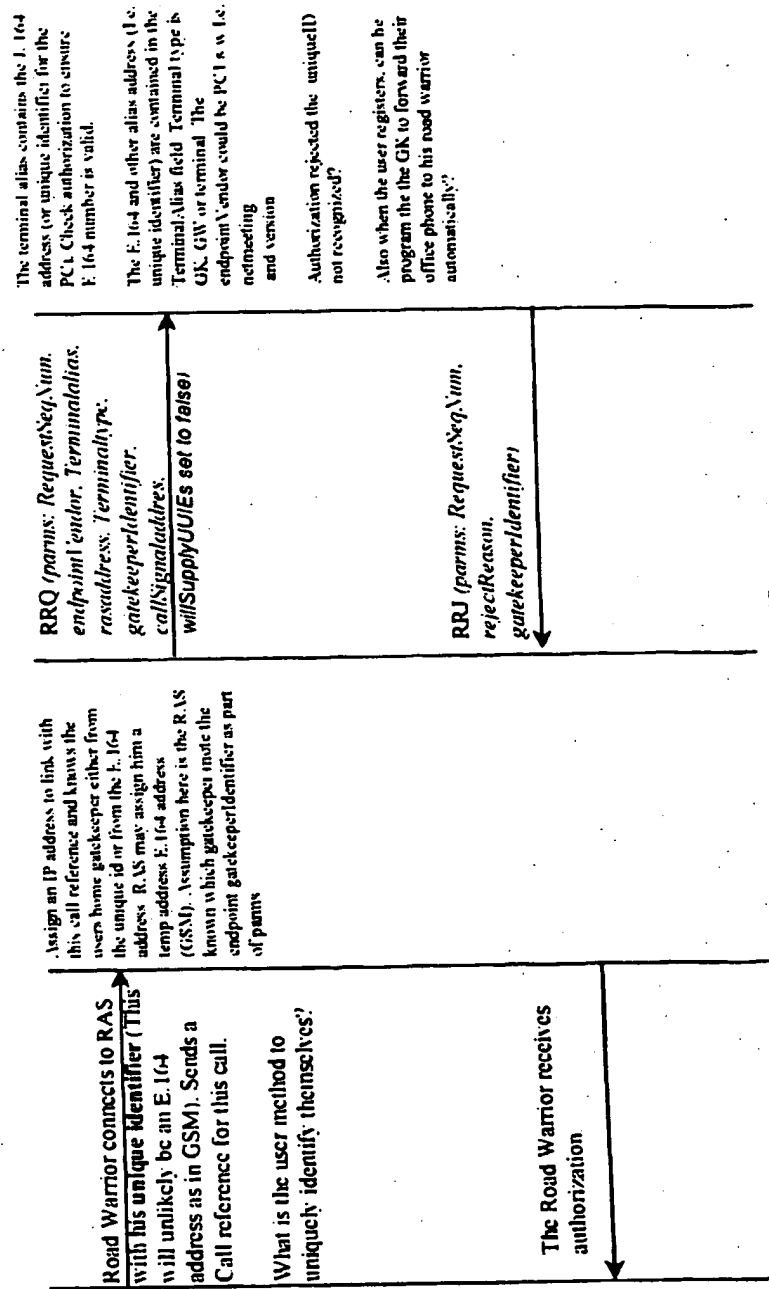 Road Warrior connects to RAS
with his unique identifier (This
will unlikely be an E.164
address as in GSM). Sends a
Call reference for this call.
What is the user method to
uniquely identify themselves?
The Road Warrior receives
authorization
Assign an IP address to link with
this call reference and knows the
users home gatekeeper either from
the unique id or from the E.164
address RAS may assign him a
temp address E.164 address
(GSM). Assumption here is the RAS
known which gatekeeper (note the
endpoint gatekeeperIdentifier as part
of parms
RRQ (parms: RequestSeqNum,
endpointVendor, Terminalalias,
rasaddress, Terminaltype,
gatekeeperIdentifier,
callSignaladdres,
willSupplyUUIEs set to false)
RRJ (parms: RequestSeqNum,
rejectReason,
gatekeeperIdentifier)
The terminal alias contains the E.164
address (or unique identifier for the
PC). Check authorization to ensure
E.164 number is valid.
The E.164 and other alias address (I.e.
unique identifier) are contained in the
TerminalAlias field Terminal type is
GK, GW or terminal The
endpointVendor could be PC's s/w I.e.
netmeeting
and version
Authorization rejected the uniqueID
not recognized?
Also when the user registers, can he
program the the GK to forward their
office phone to his road warrior
automatically?